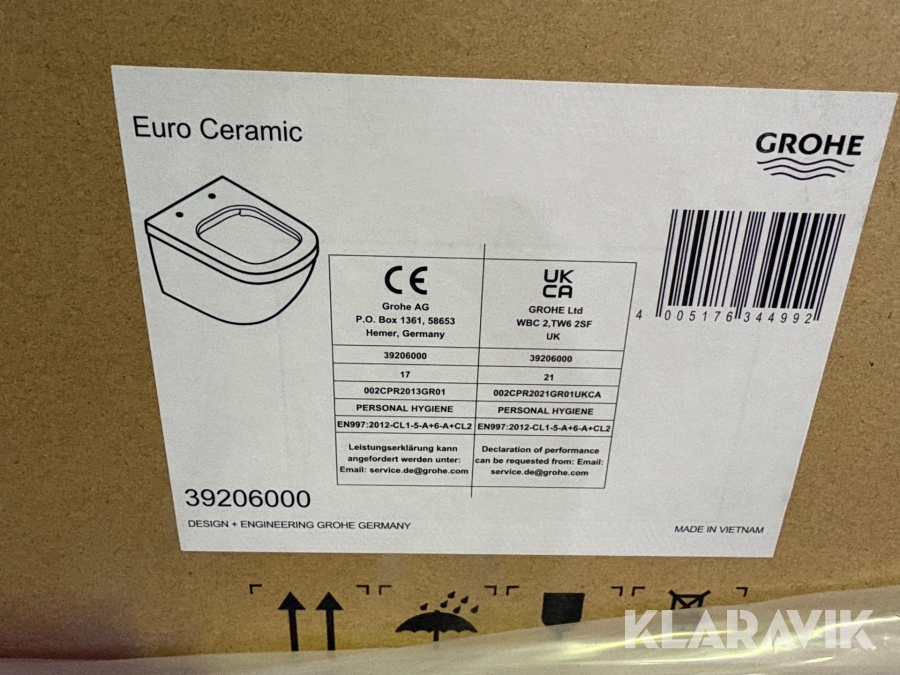 Euro Ceramic
GROHE
4 005176 344992
CE
Grohe AG
P.O. Box 1361, 58653
Hemer, Germany
39206000
17
002CPR2013GR01
PERSONAL HYGIENE
EN997:2012-CL1-5-A+6-A+CL2
Leistungserklärung kann
angefordert werden unter:
Email: service.de@grohe.com
UK
CA
GROHE Ltd
WBC 2,TW6 2SF
UK
39206000
21
002CPR2021GR01UKCA
PERSONAL HYGIENE
EN997:2012-CL1-5-A+6-A+CL2
Declaration of performance
can be requested from: Email:
service.de@grohe.com
39206000
DESIGN + ENGINEERING GROHE GERMANY
MADE IN VIETNAM
KLARAVIK